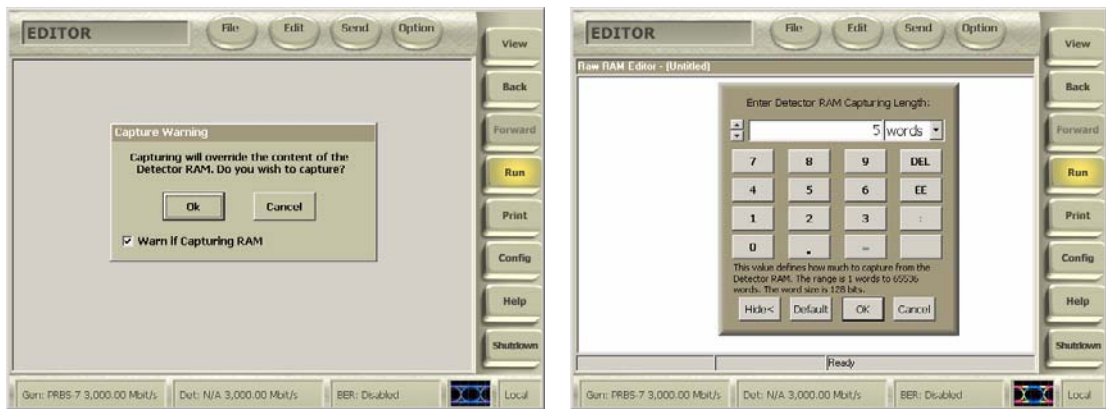 EDITOR
File
Edit
Send
Option
View
Back
Forward
Run
Print
Config
Help
Shutdown
Capture Warning
Capturing will override the content of the
Detector RAM. Do you wish to capture?
Ok
Cancel
Warn if Capturing RAM
Gen: PRBS-7 3,000.00 Mbit/s
Det: N/A 3,000.00 Mbit/s
BER: Disabled
Local
EDITOR
File
Edit
Send
Option
View
Back
Forward
Run
Print
Config
Help
Shutdown
Raw RAM Editor - (Untitled)
Enter Detector RAM Capturing Length:
5 words
7 8 9 DEL
4 5 6 EE
1 2 3 :
0 . -
This value defines how much to capture from the
Detector RAM. The range is 1 words to 65536
words. The word size is 128 bits.
Hide<
Default
OK
Cancel
Ready
Gen: PRBS-7 3,000.00 Mbit/s
Det: N/A 3,000.00 Mbit/s
BER: Disabled
Local